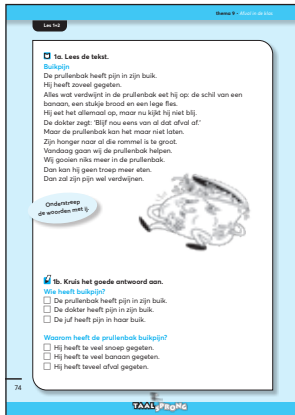 thema 9 - Afval in de klas
Les 1+2
1a. Lees de tekst.
Buikpijn
De prullenbak heeft pijn in zijn buik.
Hij heeft zoveel gegeten.
Alles wat verdwijnt in de prullenbak eet hij op: de schil van een
banaan, een stukje brood en een lege fles.
Hij eet het allemaal op, maar nu kijkt hij niet blij.
De dokter zegt: 'Blijf nou eens van al dat afval af.'
Maar de prullenbak kan het maar niet laten.
Zijn honger naar al die rommel is te groot.
Vandaag gaan wij de prullenbak helpen.
Wij gooien niks meer in de prullenbak.
Dan kan hij geen troep meer eten.
Dan zal zijn pijn wel verdwijnen.
Onderstreep
de woorden met ij.
1b. Kruis het goede antwoord aan.
Wie heeft buikpijn?
De prullenbak heeft pijn in zijn buik.
De dokter heeft pijn in zijn buik.
De juf heeft pijn in haar buik.
Waarom heeft de prullenbak buikpijn?
Hij heeft te veel snoep gegeten.
Hij heeft te veel banaan gegeten.
Hij heeft teveel afval gegeten.
74
TAALSPRONG